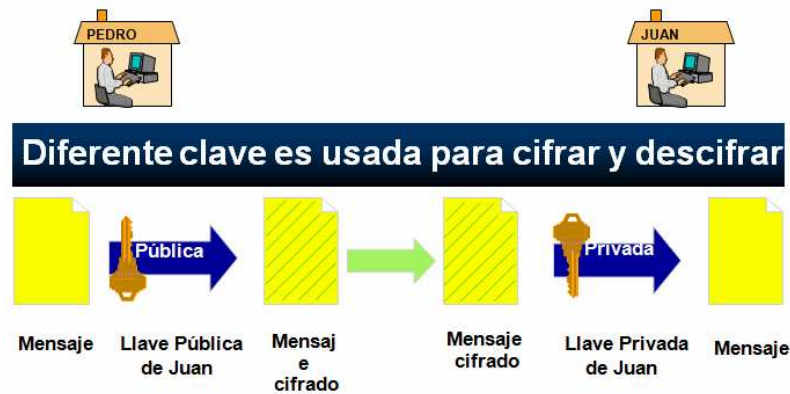 PEDRO
JUAN
Diferente clave es usada para cifrar y descifrar
Pública
Privada
Mensaje
Llave Pública
de Juan
Mensaj
e
cifrado
Mensaje
cifrado
Llave Privada
de Juan
Mensaje